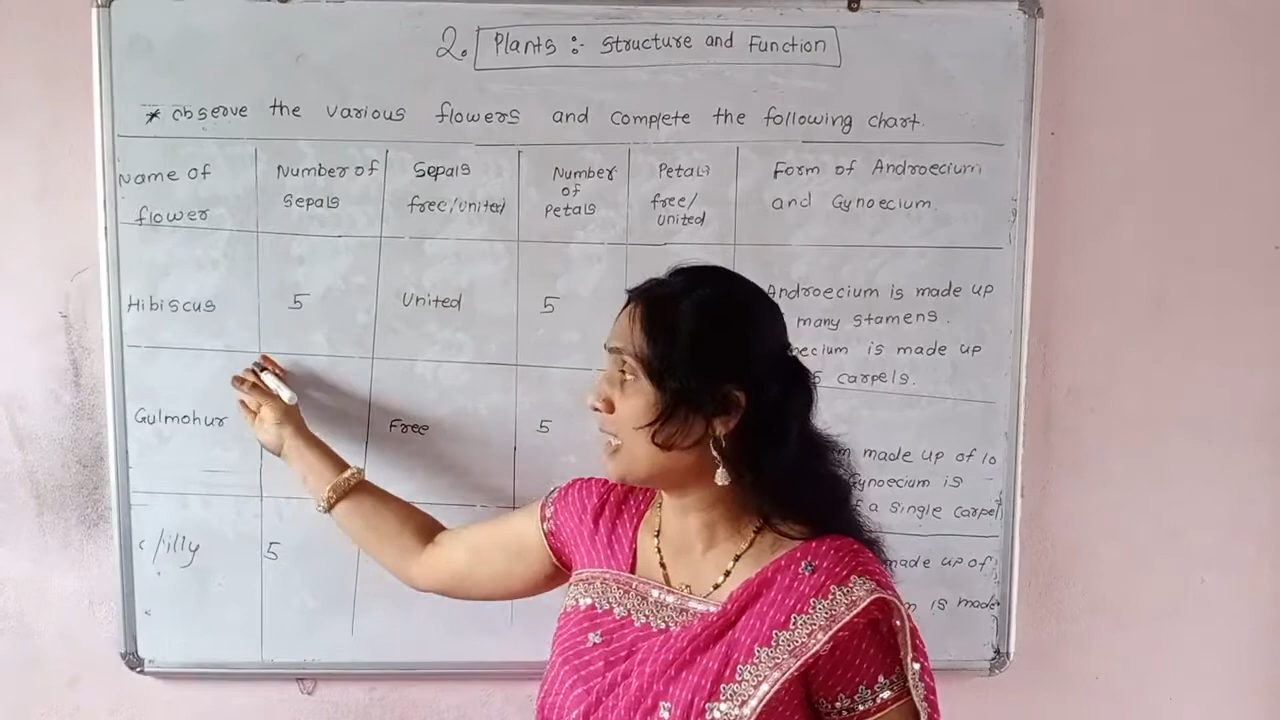 2. Plants :- Structure and Function
* observe the various flowers and complete the following chart.
Name of flower
Number of Sepals
Sepals free/united
Number of Petals
Petals free/united
Form of Androecium and Gynoecium.
Hibiscus
5
United
5
Androecium is made up
many stamens.
is made up
5 carpels.
Gulmohur
Free
5
made up of 10
Gynoecium is
a single carpel
lilly
5
made up of
is made